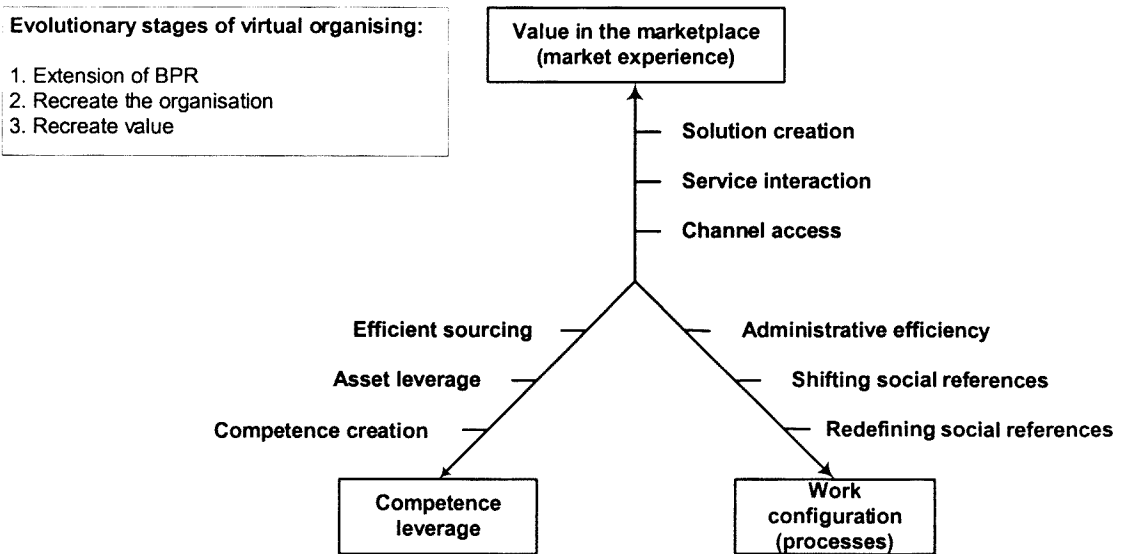 Evolutionary stages of virtual organising:
1. Extension of BPR
2. Recreate the organisation
3. Recreate value
Value in the marketplace
(market experience)
Solution creation
Service interaction
Channel access
Efficient sourcing
Administrative efficiency
Asset leverage
Shifting social references
Competence creation
Redefining social references
Competence
leverage
Work
configuration
(processes)